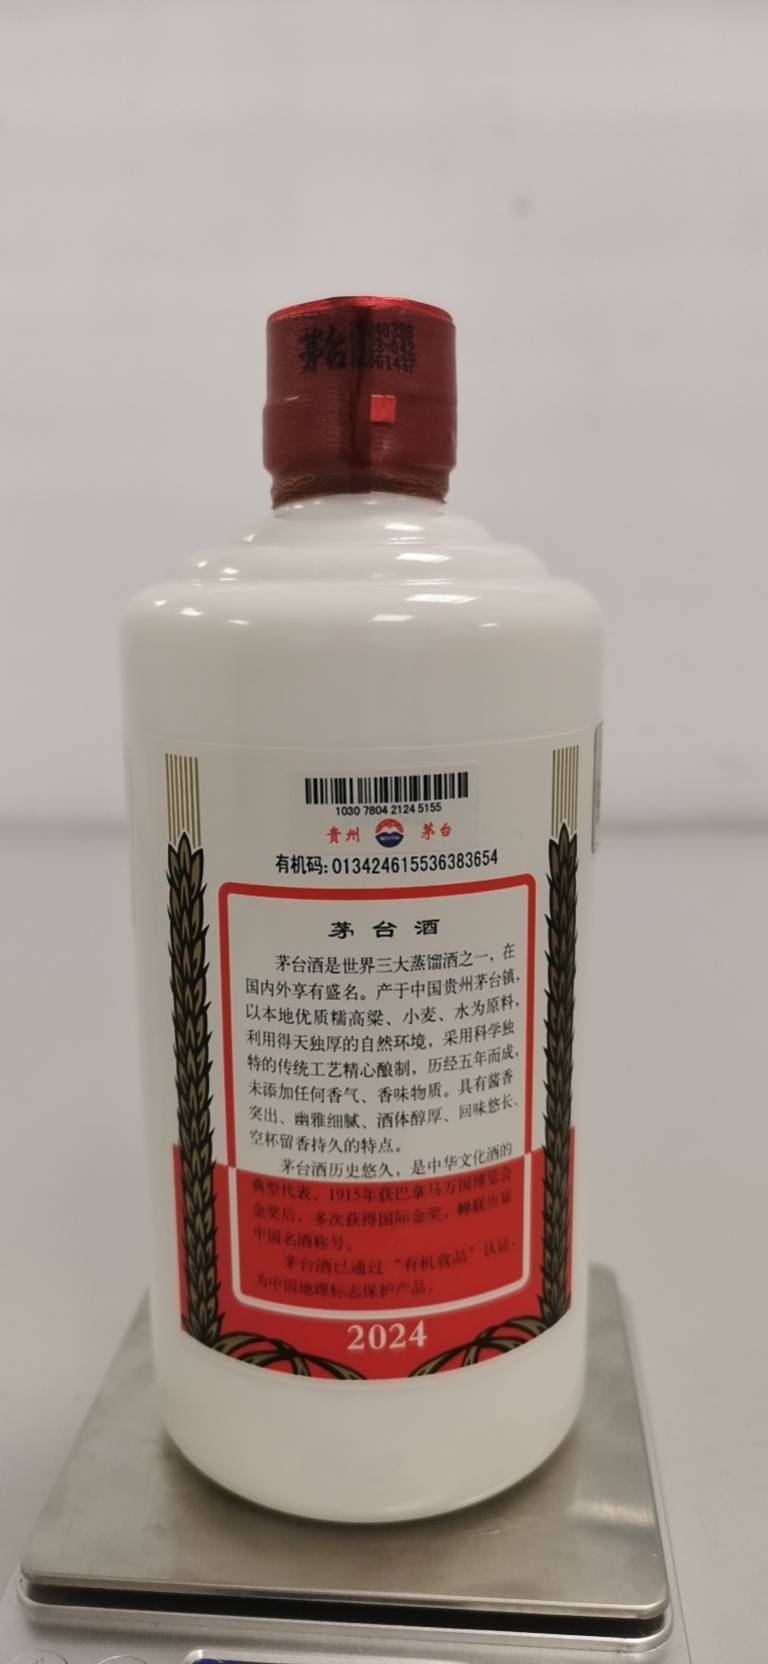 茅台
2023-042
1030 7804 2124 5155
贵州 茅台
有机码:013424615536383654
茅台酒
茅台酒是世界三大蒸馏酒之一，在
国内外享有盛名。产于中国贵州茅台镇，
以本地优质糯高粱、小麦、水为原料，
利用得天独厚的自然环境，采用科学独
特的传统工艺精心酿制，历经五年而成，
未添加任何香气、香味物质。具有酱香
突出、幽雅细腻、酒体醇厚、回味悠长、
空杯留香持久的特点。
茅台酒历史悠久，是中华文化酒的
典型代表。1915年获巴拿马万国博览会
金奖后，多次获得国际金奖，蝉联历届
中国名酒称号。
茅台酒已通过“有机食品”认证，
为中国地理标志保护产品。
2024